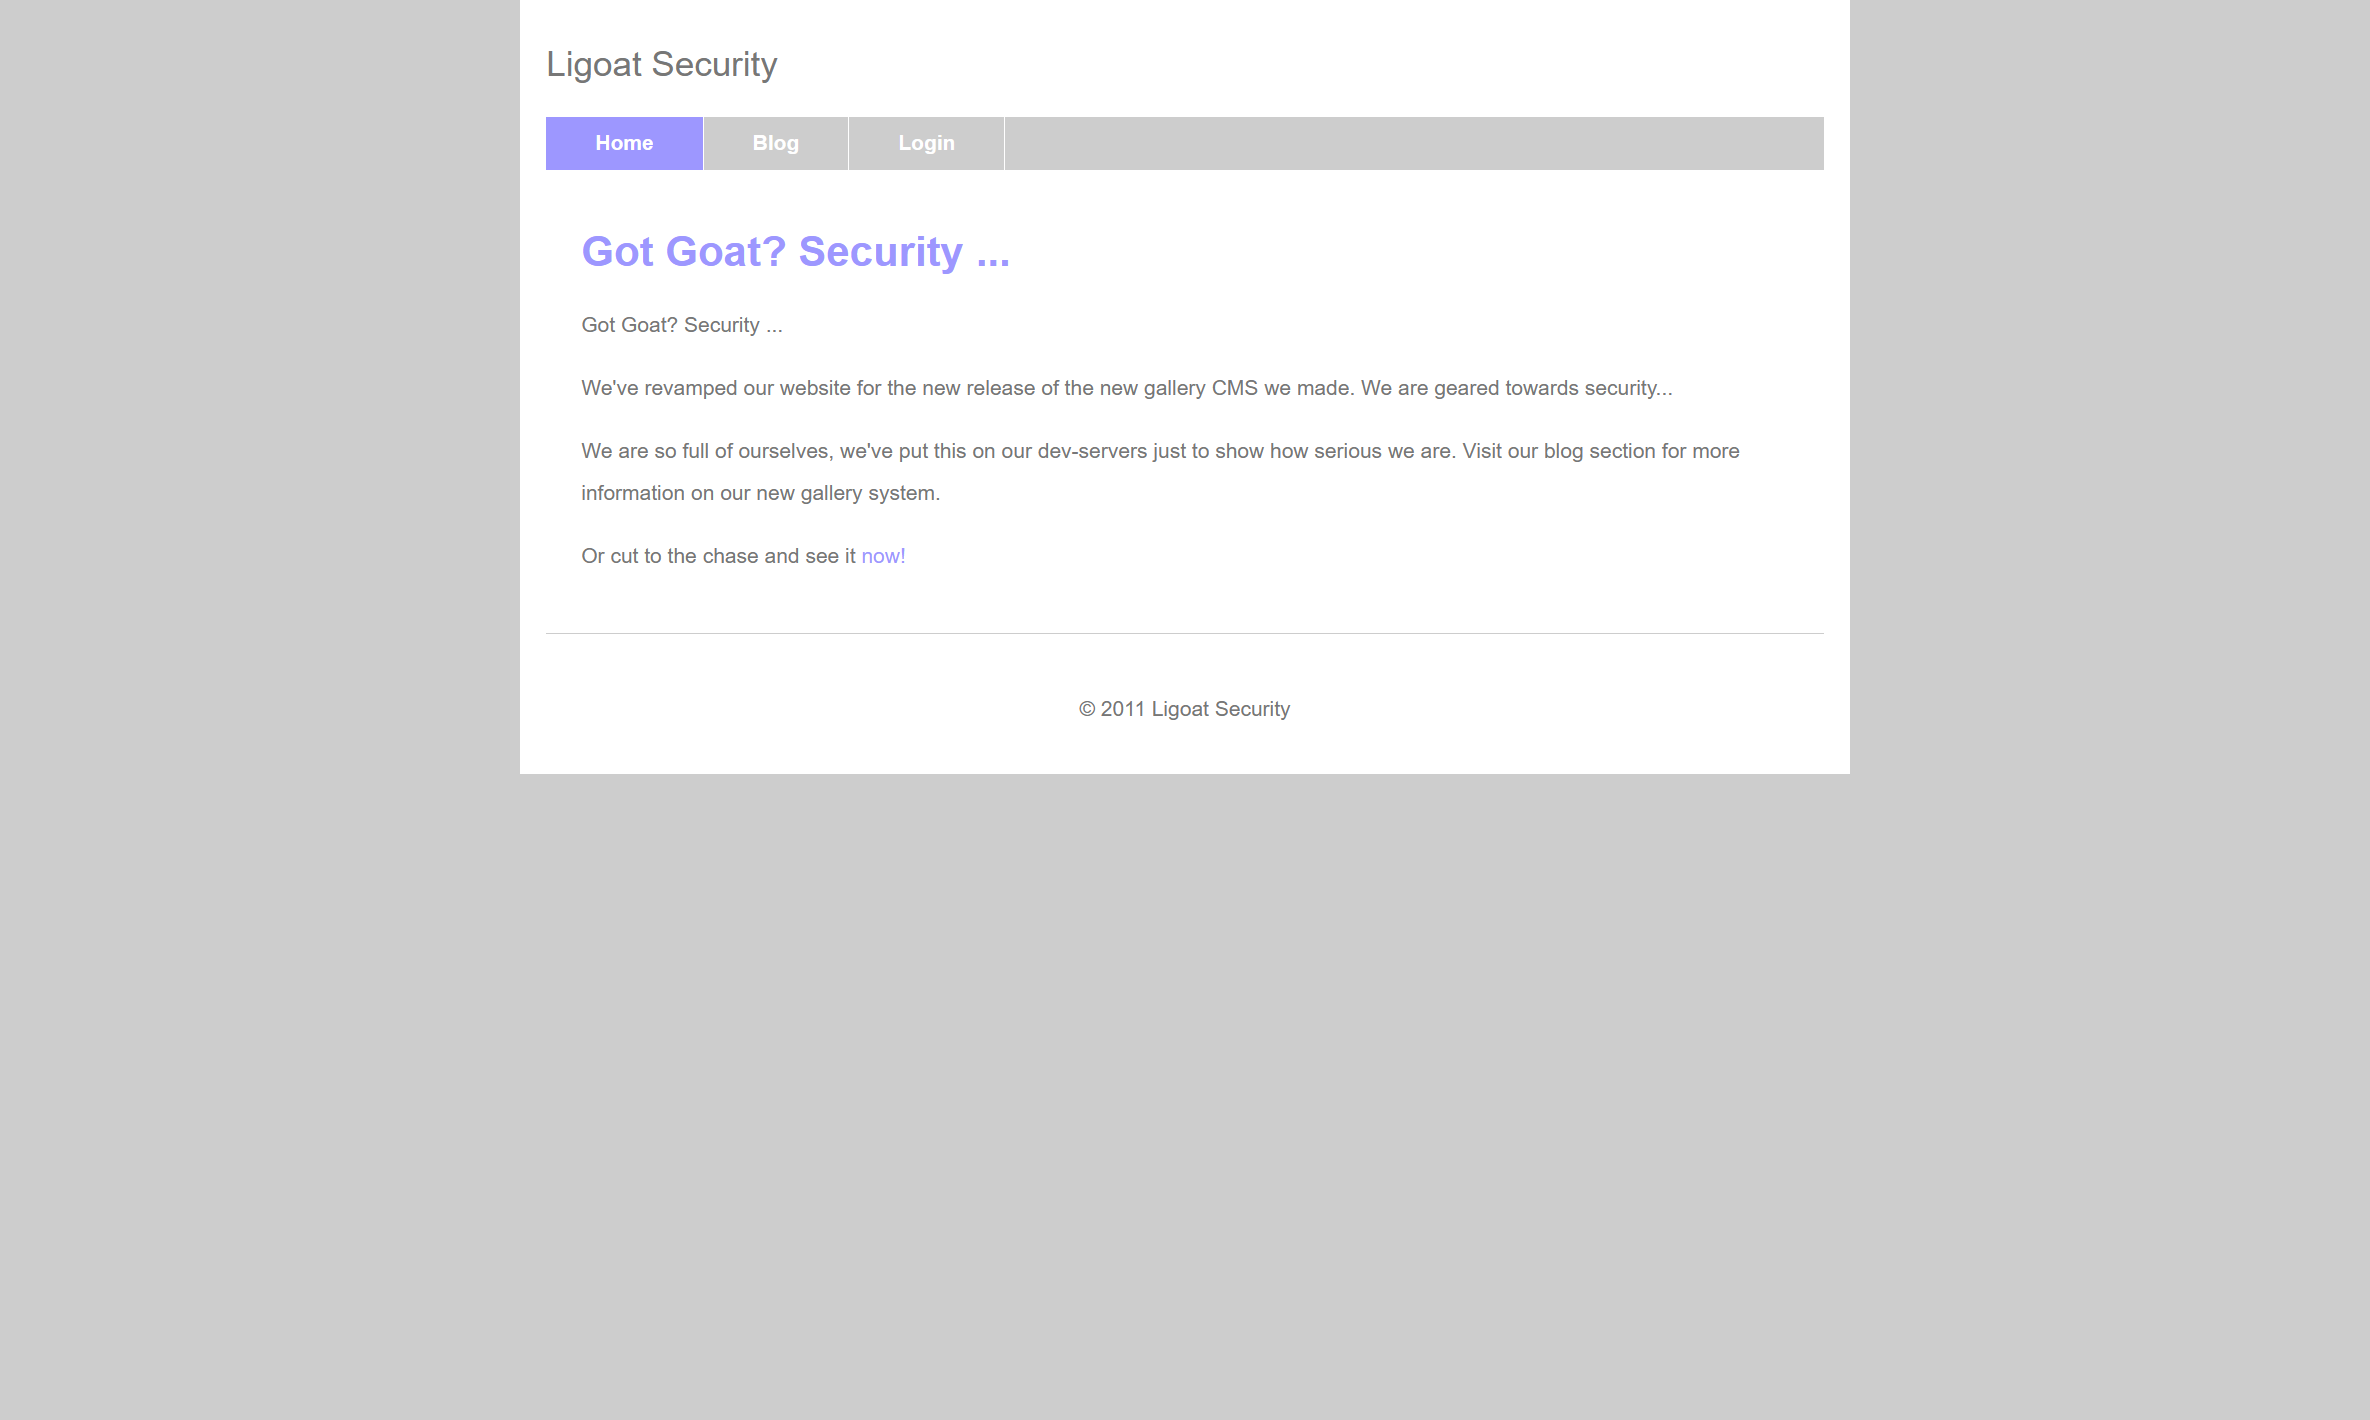 Ligoat Security
Home Blog Login
Got Goat? Security ...
Got Goat? Security ...
We've revamped our website for the new release of the new gallery CMS we made. We are geared towards security...
We are so full of ourselves, we've put this on our dev-servers just to show how serious we are. Visit our blog section for more
information on our new gallery system.
Or cut to the chase and see it now!
© 2011 Ligoat Security